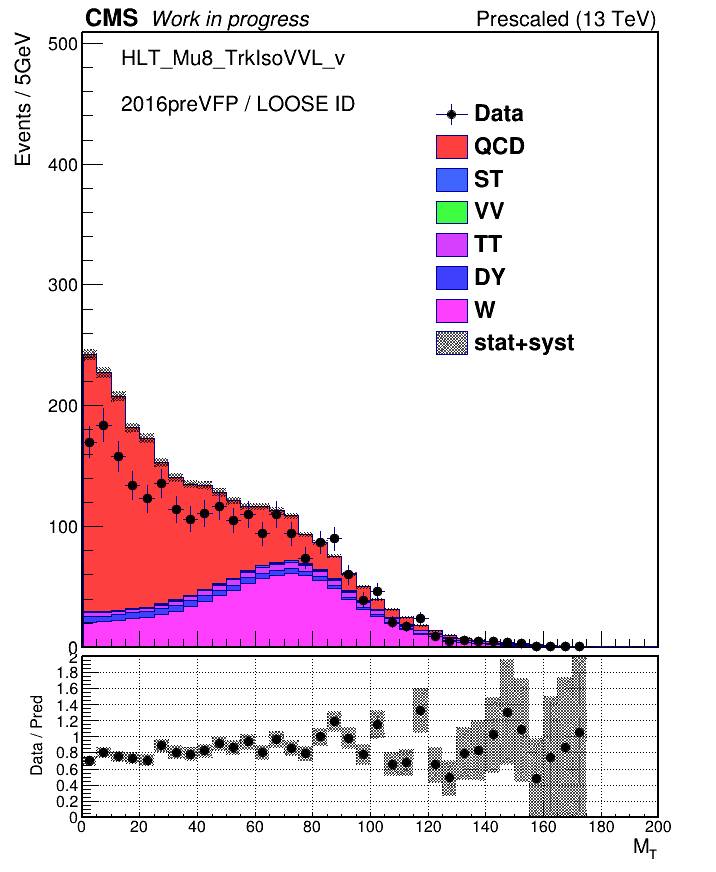 CMS Work in progress Prescaled (13 TeV)
Events / 5GeV
HLT_Mu8_TrkIsoVVL_v
2016preVFP / LOOSE ID
Data
QCD
ST
VV
TT
DY
W
stat+syst
500
400
300
200
100
0
Data / Pred
2
1.8
1.6
1.4
1.2
1
0.8
0.6
0.4
0.2
0
0 20 40 60 80 100 120 140 160 180 200
M_T